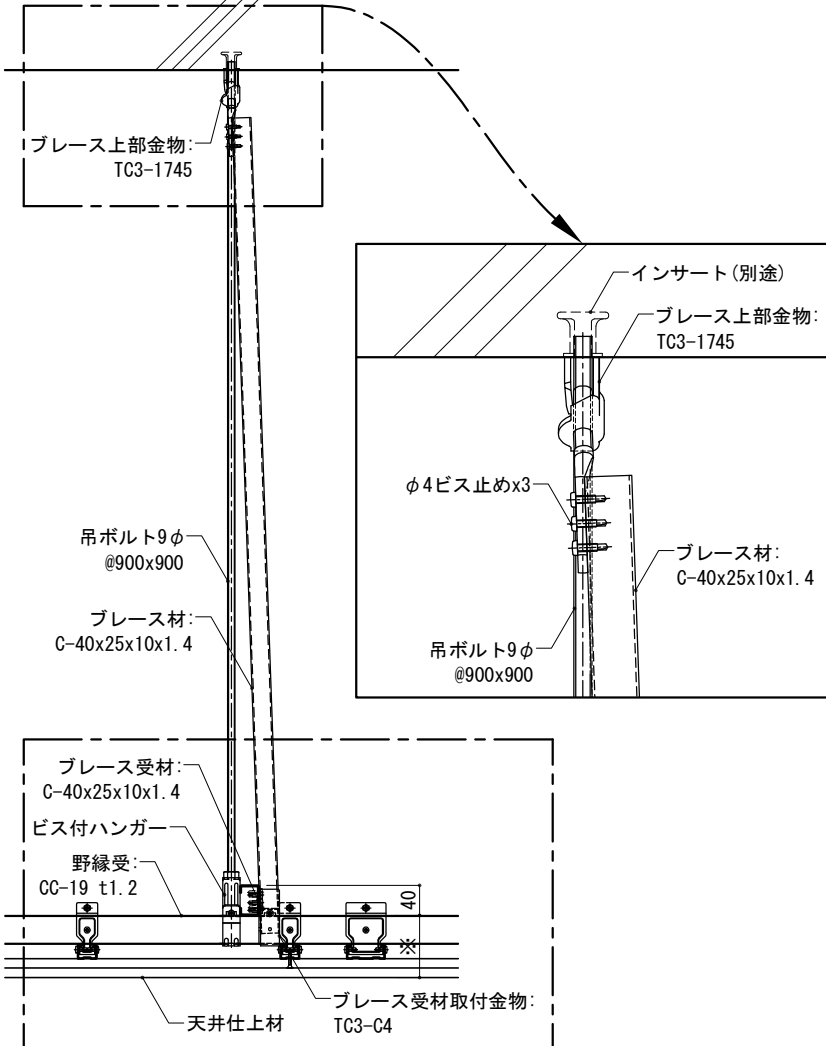 ブレース上部金物:
TC3-1745
インサート(別途)
ブレース上部金物:
TC3-1745
φ4ビス止めx3
ブレース材:
C-40x25x10x1.4
吊ボルト9φ
@900x900
吊ボルト9φ
@900x900
ブレース材:
C-40x25x10x1.4
ブレース受材:
C-40x25x10x1.4
ビス付ハンガー
野縁受:
CC-19 t1.2
40
※
ブレース受材取付金物:
TC3-C4
天井仕上材